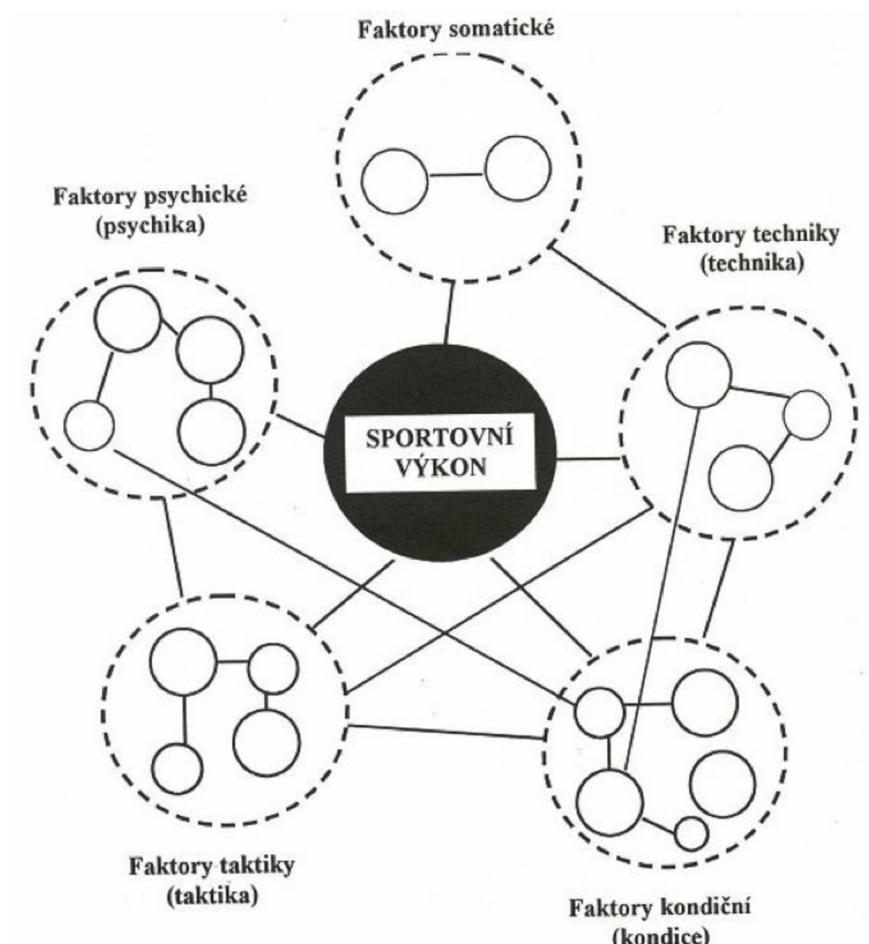 Faktory somatické
Faktory psychické
(psychika)
Faktory techniky
(technika)
SPORTOVNÍ
VÝKON
Faktory taktiky
(taktika)
Faktory kondiční
(kondice)